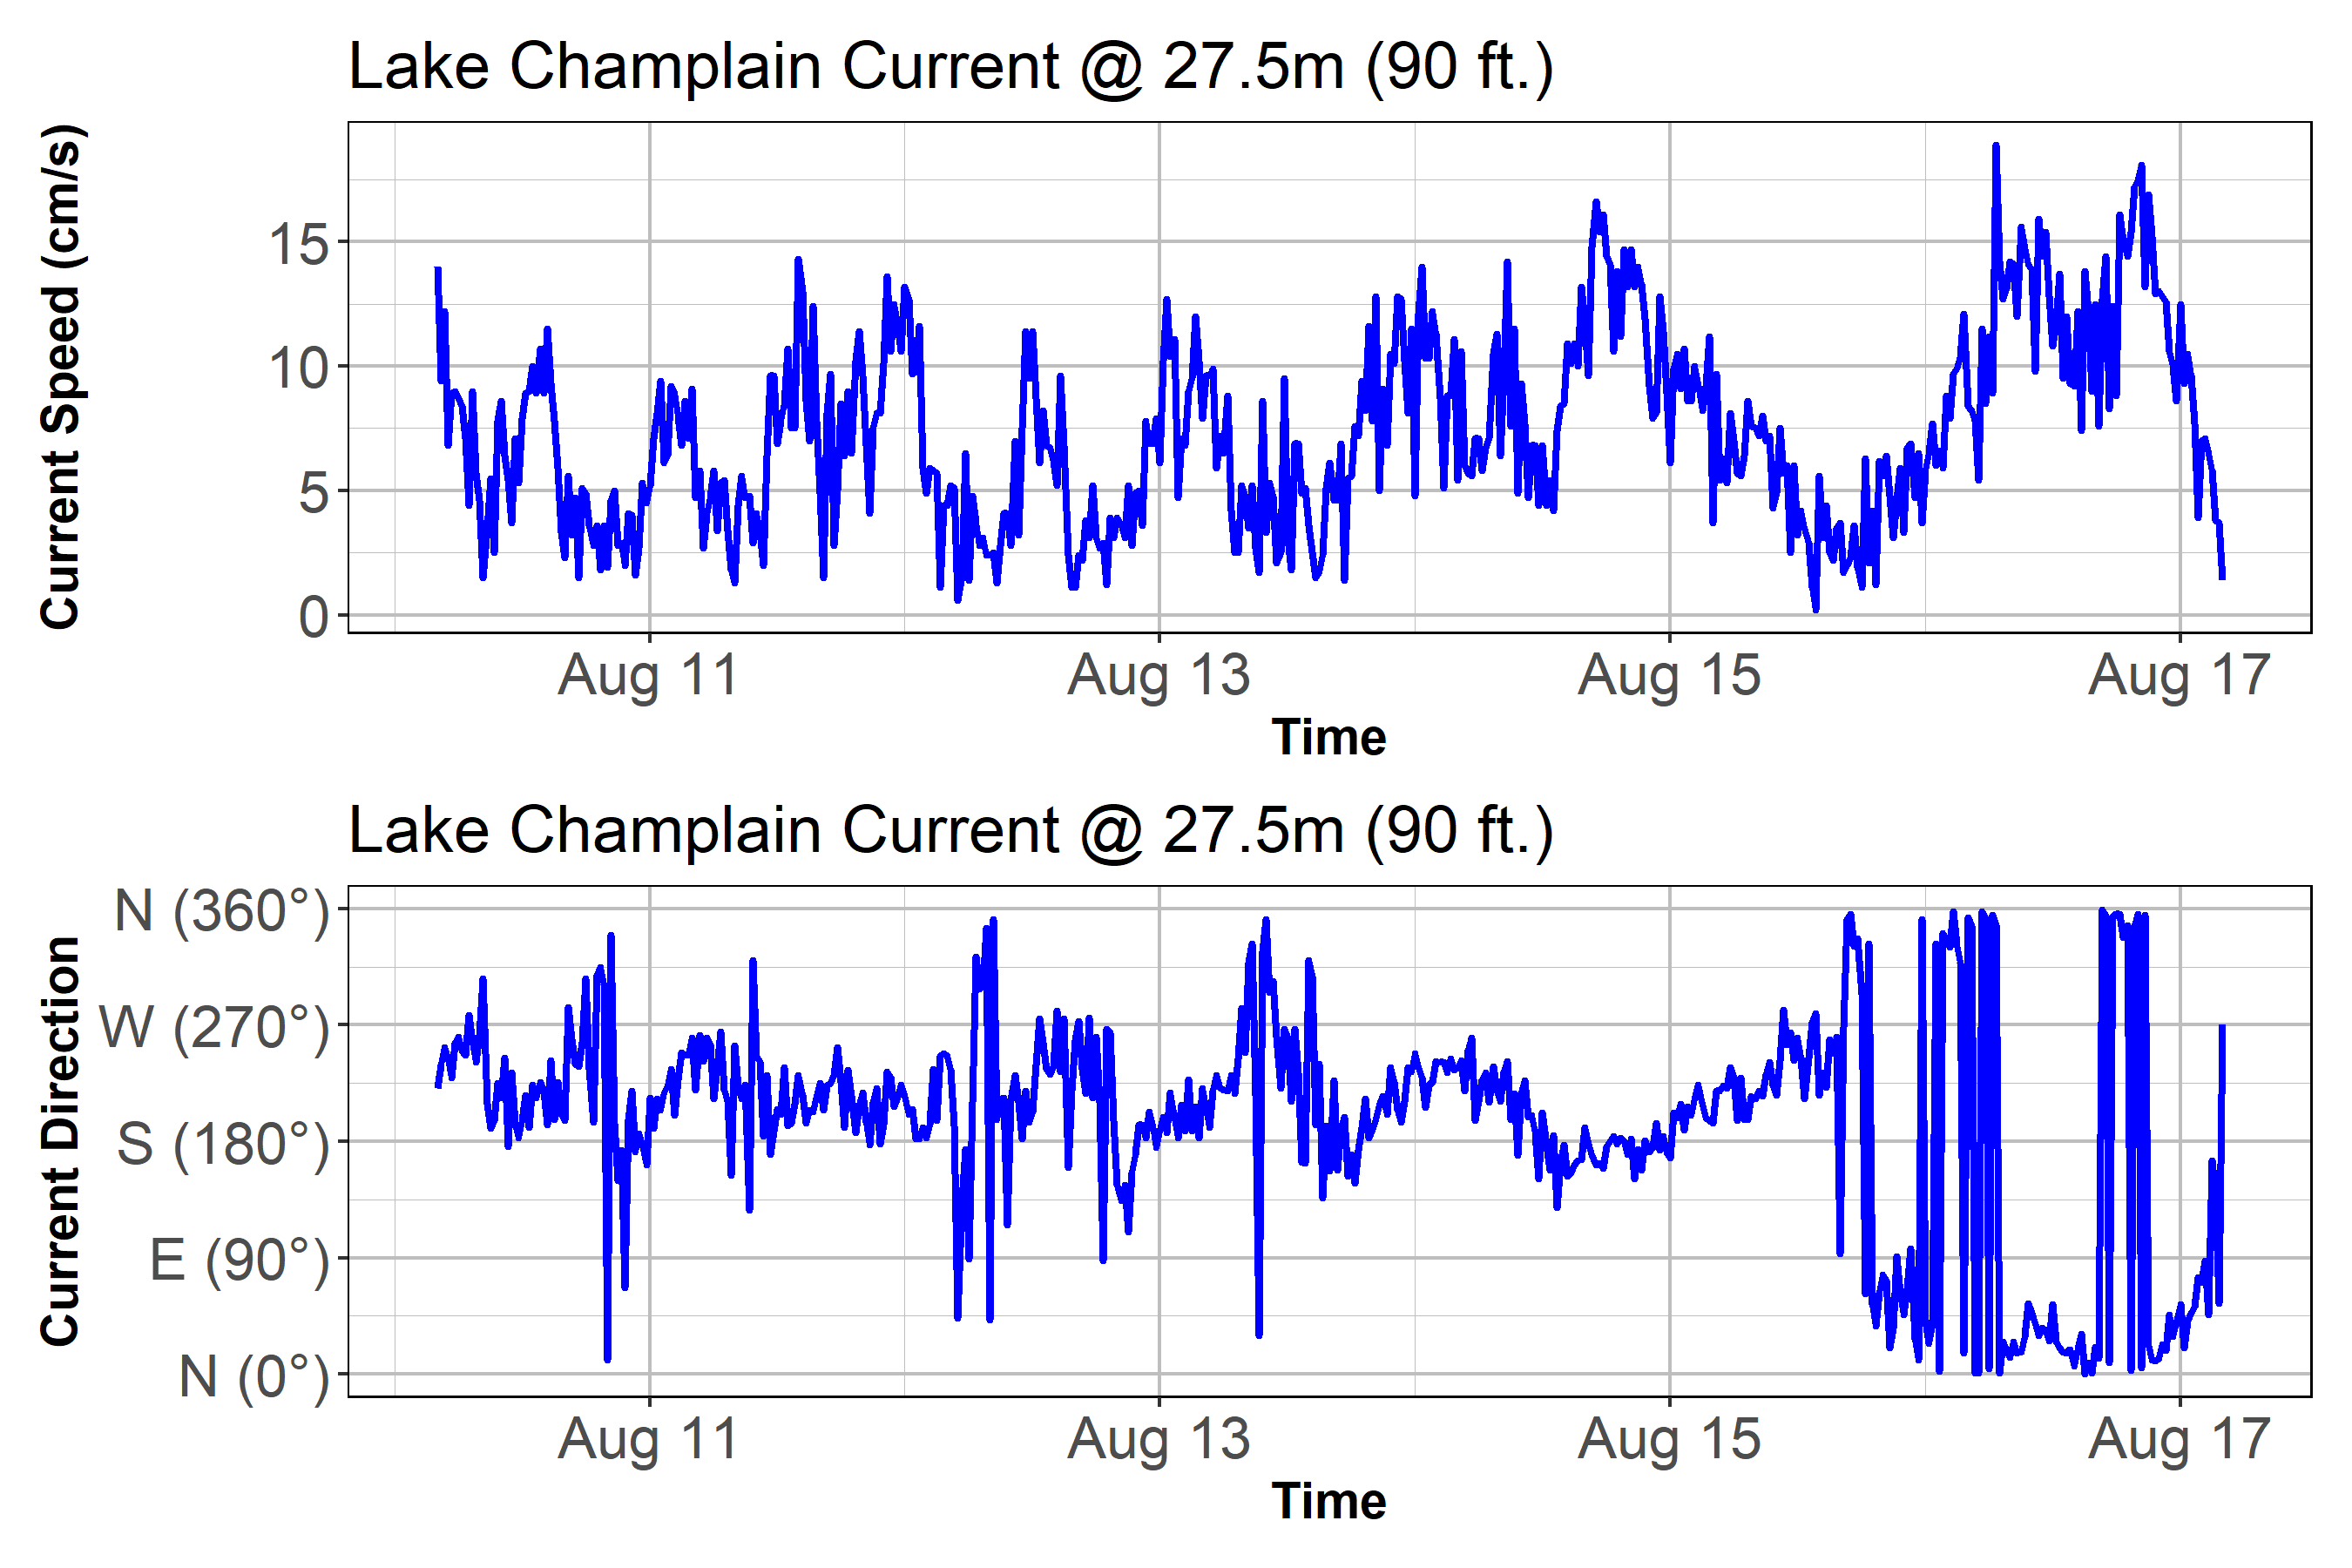 Lake Champlain Current @ 27.5m (90 ft.)
Current Speed (cm/s)
15
10
5
0
Aug 11
Aug 13
Aug 15
Aug 17
Time
Lake Champlain Current @ 27.5m (90 ft.)
Current Direction
N (360°)
W (270°)
S (180°)
E (90°)
N (0°)
Aug 11
Aug 13
Aug 15
Aug 17
Time